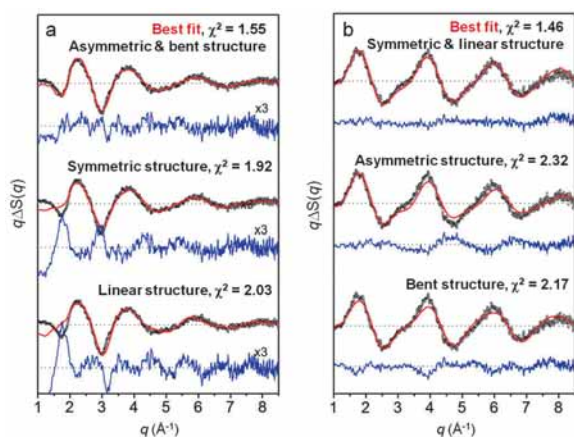 a
Best fit, χ² = 1.55
Asymmetric & bent structure
x3
Symmetric structure, χ² = 1.92
x3
Linear structure, χ² = 2.03
x3
qΔS(q)
1 2 3 4 5 6 7 8
q (Å⁻¹)
b
Best fit, χ² = 1.46
Symmetric & linear structure
Asymmetric structure, χ² = 2.32
Bent structure, χ² = 2.17
qΔS(q)
1 2 3 4 5 6 7 8
q (Å⁻¹)